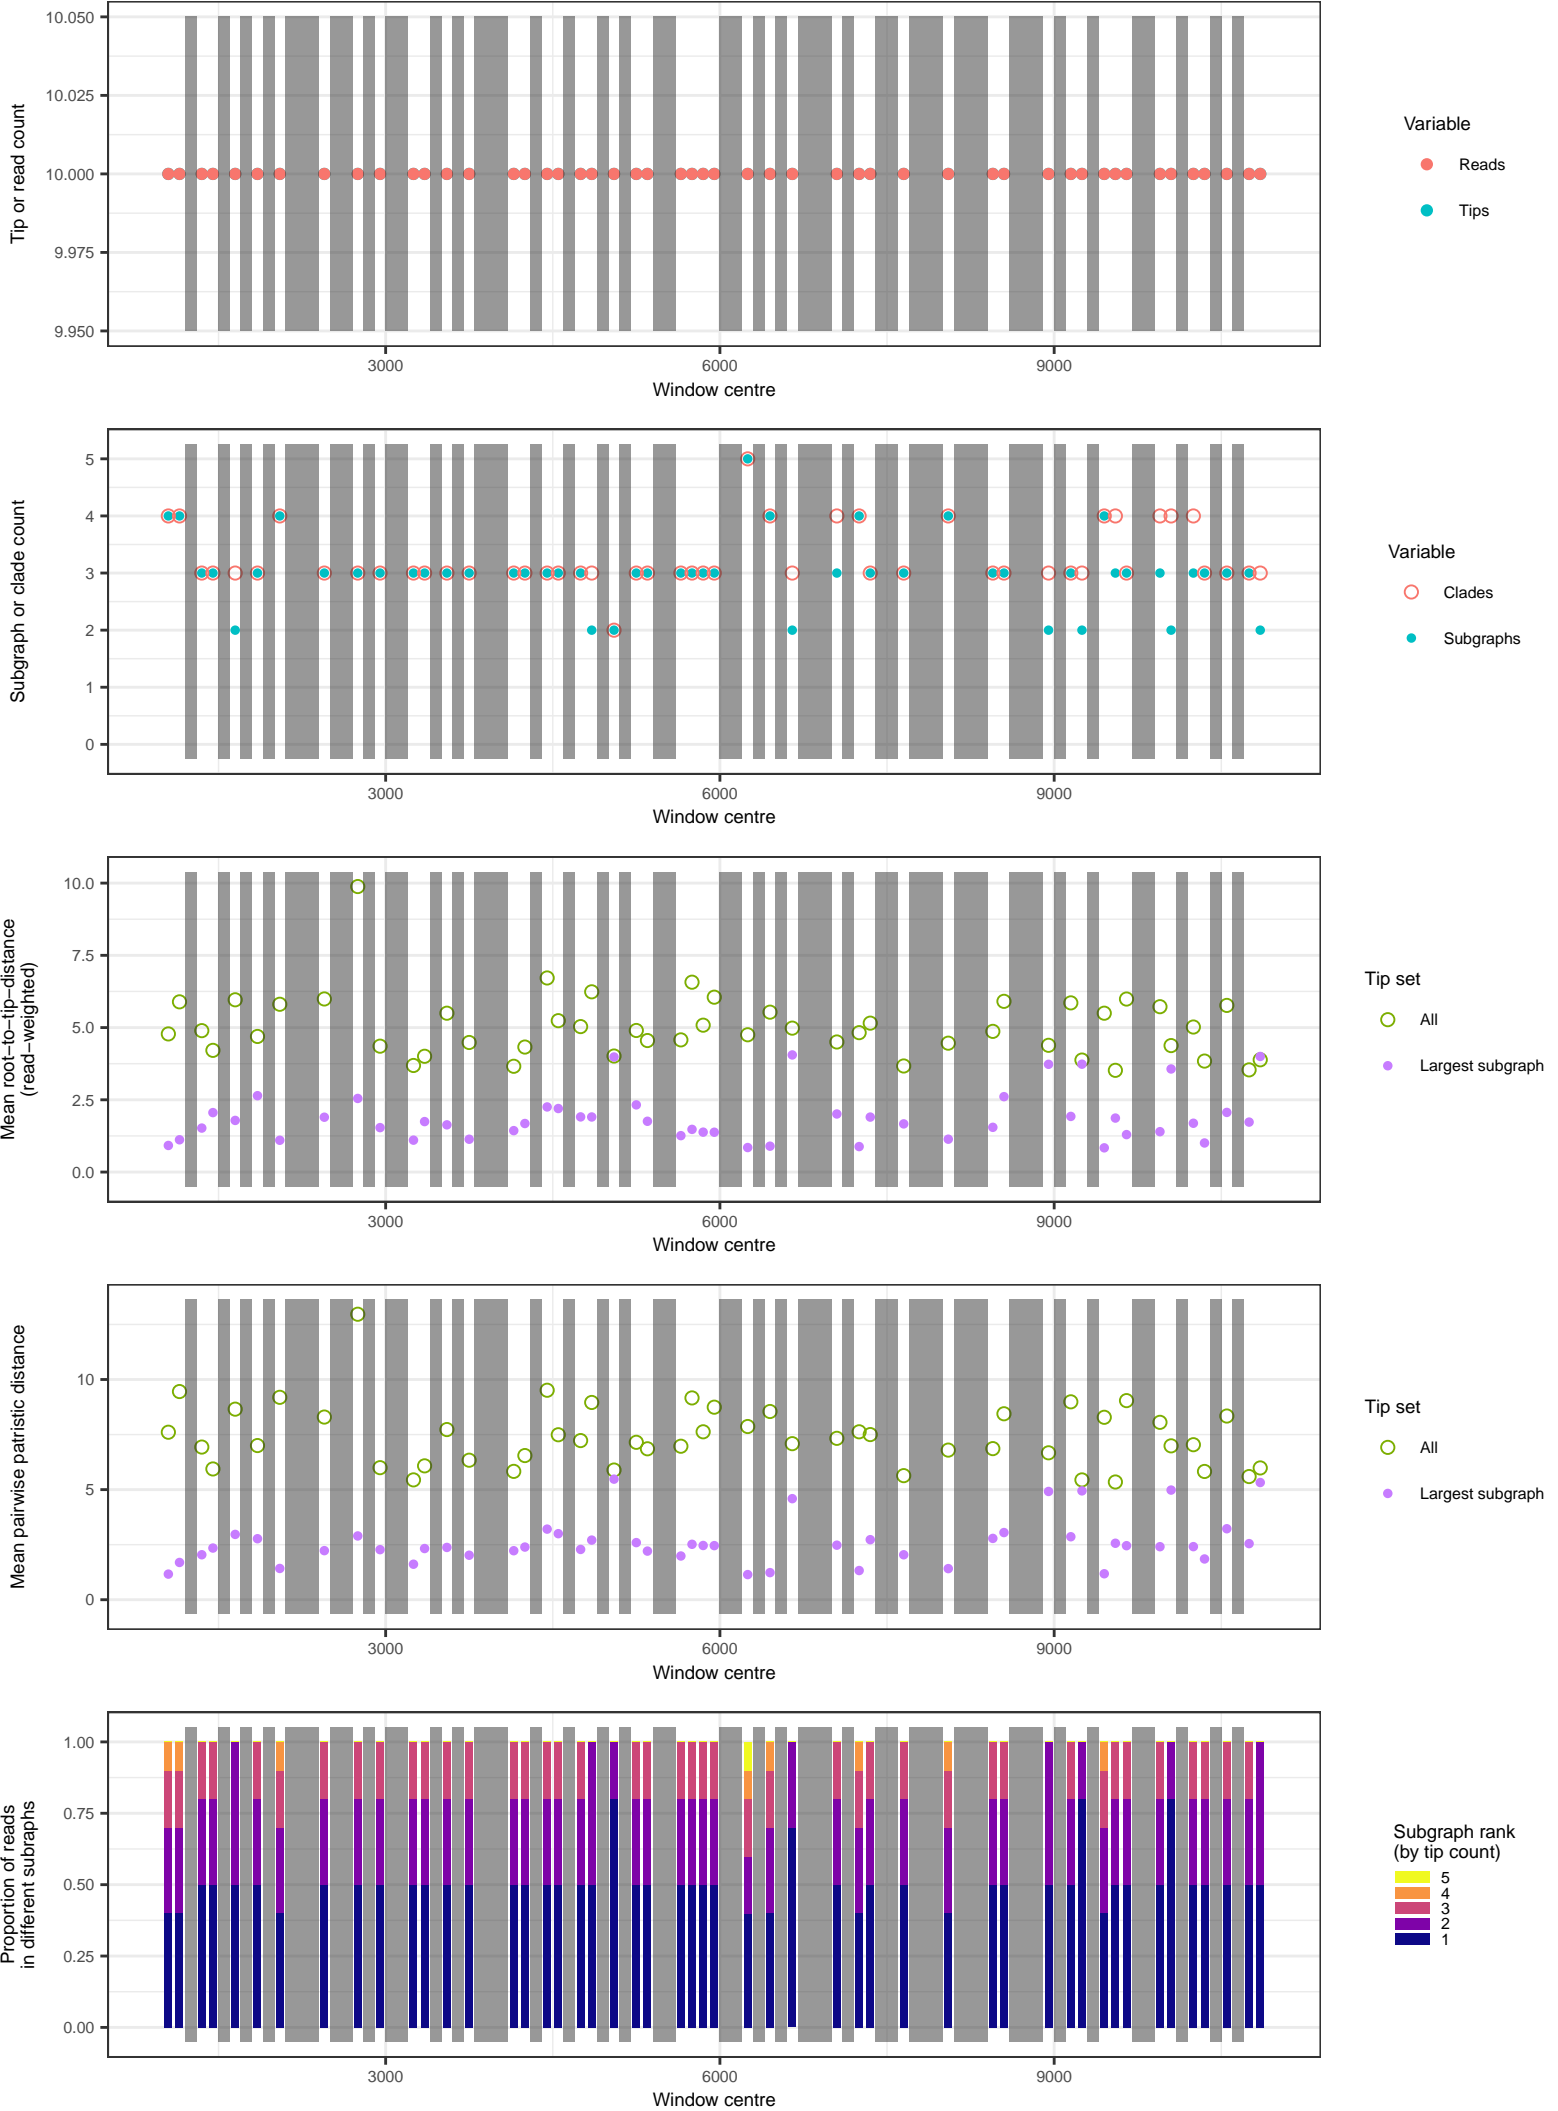 10.050
10.025
10.000
9.975
9.950
Tip or read count
3000
6000
9000
Window centre
Variable
Reads
Tips
5
4
3
2
1
0
Subgraph or clade count
3000
6000
9000
Window centre
Variable
Clades
Subgraphs
10.0
7.5
5.0
2.5
0.0
Mean root−to−tip−distance
(read−weighted)
3000
6000
9000
Window centre
Tip set
All
Largest subgraph
10
5
0
Mean pairwise patristic distance
3000
6000
9000
Window centre
Tip set
All
Largest subgraph
1.00
0.75
0.50
0.25
0.00
Proportion of reads
in different subraphs
3000
6000
9000
Window centre
Subgraph rank
(by tip count)
5
4
3
2
1